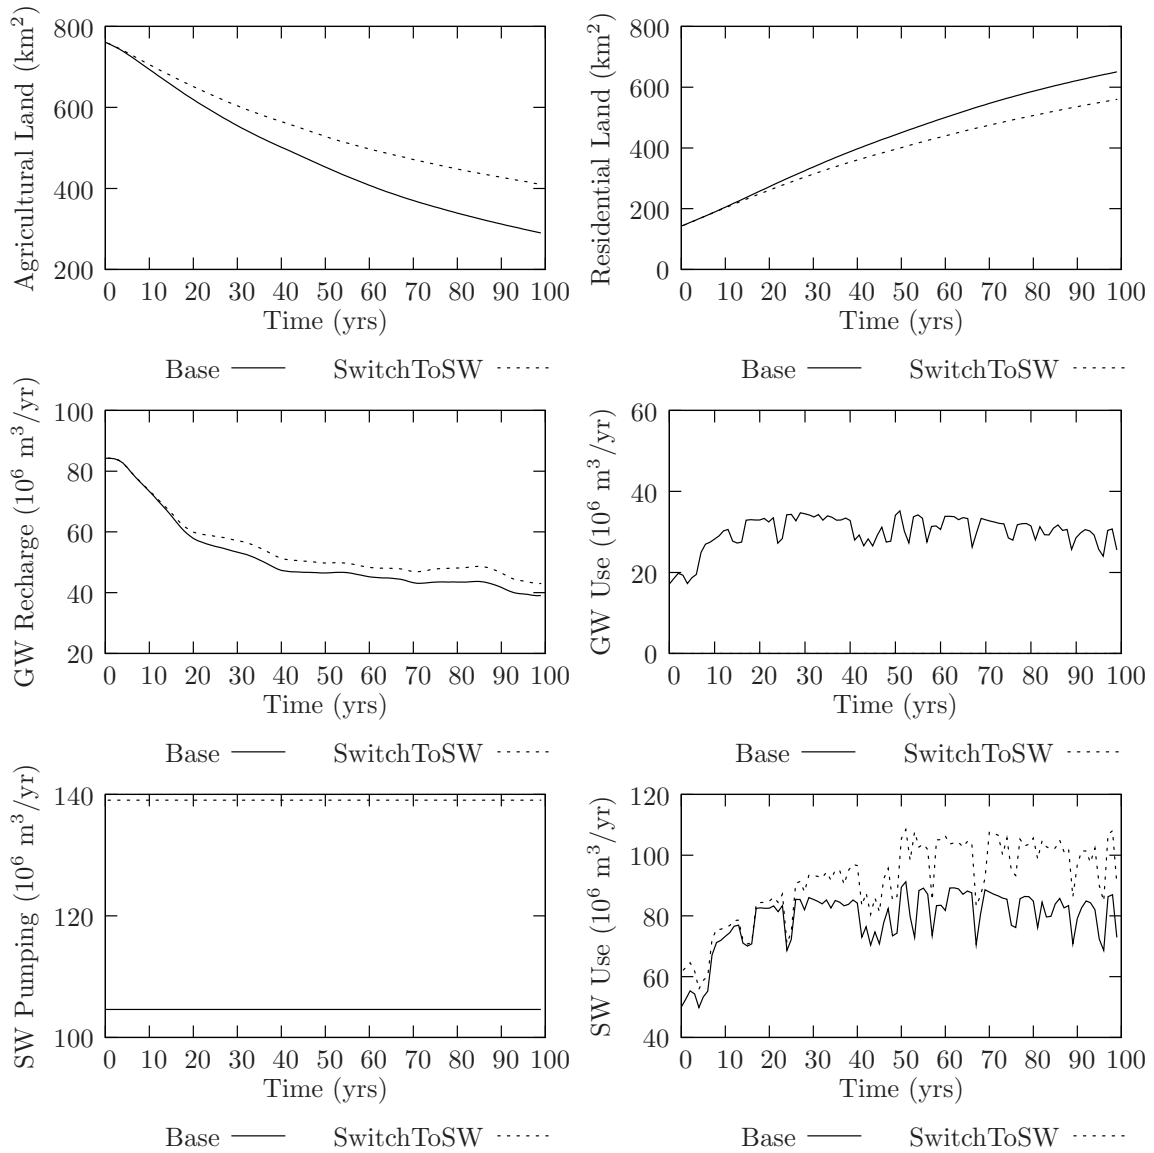 Agricultural Land (km²)
800
600
400
200
0 10 20 30 40 50 60 70 80 90 100
Time (yrs)
Base
SwitchToSW
Residential Land (km²)
800
600
400
200
0
0 10 20 30 40 50 60 70 80 90 100
Time (yrs)
Base
SwitchToSW
GW Recharge (10⁶ m³/yr)
100
80
60
40
20
0 10 20 30 40 50 60 70 80 90 100
Time (yrs)
Base
SwitchToSW
GW Use (10⁶ m³/yr)
60
40
20
0
0 10 20 30 40 50 60 70 80 90 100
Time (yrs)
Base
SwitchToSW
SW Pumping (10⁶ m³/yr)
140
120
100
0 10 20 30 40 50 60 70 80 90 100
Time (yrs)
Base
SwitchToSW
SW Use (10⁶ m³/yr)
120
100
80
60
40
0 10 20 30 40 50 60 70 80 90 100
Time (yrs)
Base
SwitchToSW